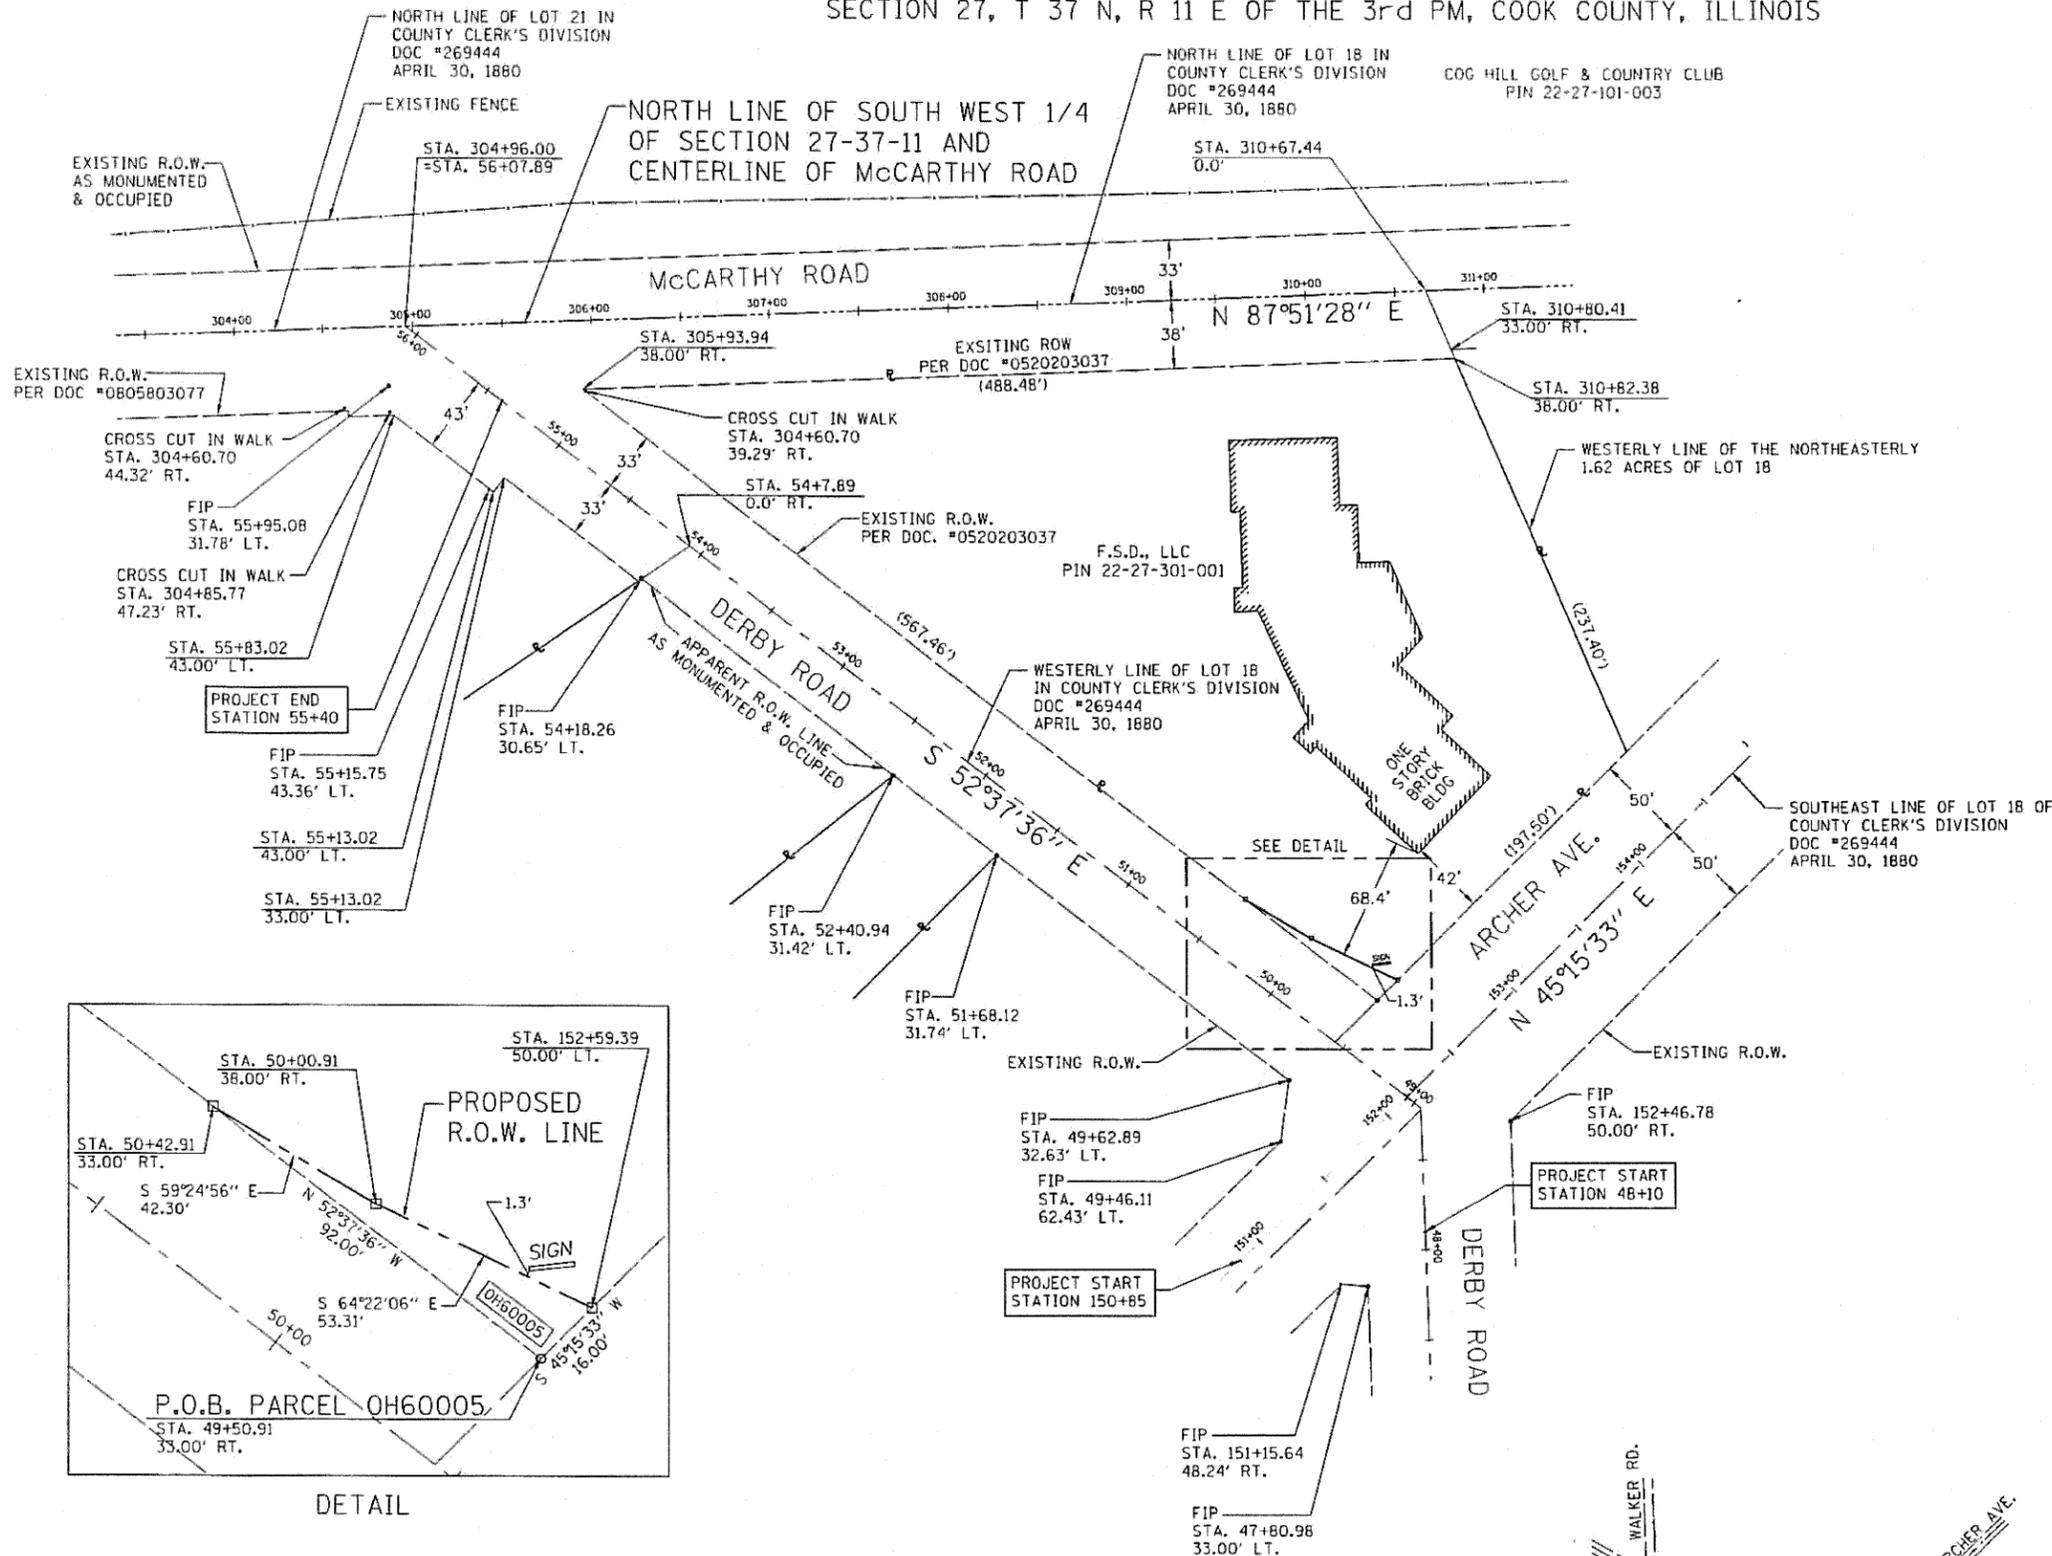 SECTION 27, T 37 N, R 11 E OF THE 3rd PM, COOK COUNTY, ILLINOIS
NORTH LINE OF LOT 21 IN
COUNTY CLERK'S DIVISION
DOC #269444
APRIL 30, 1880
EXISTING FENCE
NORTH LINE OF SOUTH WEST 1/4
OF SECTION 27-37-11 AND
CENTERLINE OF McCARTHY ROAD
NORTH LINE OF LOT 18 IN
COUNTY CLERK'S DIVISION
DOC #269444
APRIL 30, 1880
COG HILL GOLF & COUNTRY CLUB
PIN 22-27-101-003
STA. 304+96.00
=STA. 56+07.89
STA. 310+67.44
0.0'
EXISTING R.O.W.
AS MONUMENTED
& OCCUPIED
McCARTHY ROAD
33'
38'
304+00
305+00
306+00
307+00
308+00
309+00
310+00
311+00
N 87°51'28" E
STA. 310+80.41
33.00' RT.
STA. 305+93.94
38.00' RT.
EXSITING ROW
PER DOC #0520203037
(488.48')
STA. 310+82.38
38.00' RT.
EXISTING R.O.W.
PER DOC #0805803077
56+00
43'
55+00
33'
33'
CROSS CUT IN WALK
STA. 304+60.70
39.29' RT.
CROSS CUT IN WALK
STA. 304+60.70
44.32' RT.
WESTERLY LINE OF THE NORTHEASTERLY
1.62 ACRES OF LOT 18
STA. 54+7.89
0.0' RT.
FIP
STA. 55+95.08
31.78' LT.
EXISTING R.O.W.
PER DOC. #0520203037
54+00
F.S.D., LLC
PIN 22-27-301-001
CROSS CUT IN WALK
STA. 304+85.77
47.23' RT.
(237.40')
DERBY ROAD
(567.46')
53+00
STA. 55+83.02
43.00' LT.
APPARENT R.O.W. LINE
AS MONUMENTED & OCCUPIED
WESTERLY LINE OF LOT 18
IN COUNTY CLERK'S DIVISION
DOC #269444
APRIL 30, 1880
PROJECT END
STATION 55+40
FIP
STA. 54+18.26
30.65' LT.
FIP
STA. 55+15.75
43.36' LT.
52+00
S 52°37'36" E
ONE
STORY
BRICK
BLDG
50'
50'
SOUTHEAST LINE OF LOT 18 OF
COUNTY CLERK'S DIVISION
DOC #269444
APRIL 30, 1880
STA. 55+13.02
43.00' LT.
SEE DETAIL
(197.50')
154+00
51+00
42'
68.4'
STA. 55+13.02
33.00' LT.
FIP
STA. 52+40.94
31.42' LT.
ARCHER AVE.
N 45°15'33" E
153+00
SIGN
1.3'
50+00
FIP
STA. 51+68.12
31.74' LT.
EXISTING R.O.W.
EXISTING R.O.W.
49+00
152+00
FIP
STA. 152+46.78
50.00' RT.
FIP
STA. 49+62.89
32.63' LT.
FIP
STA. 49+46.11
62.43' LT.
PROJECT START
STATION 48+10
151+00
48+00
DERBY ROAD
PROJECT START
STATION 150+85
STA. 152+59.39
50.00' LT.
STA. 50+00.91
38.00' RT.
PROPOSED
R.O.W. LINE
STA. 50+42.91
33.00' RT.
S 59°24'56" E
42.30'
N 52°37'36" W
92.00'
1.3'
SIGN
S 64°22'06" E
53.31'
OH60005
S 45°15'33" W
16.00'
50+00
P.O.B. PARCEL OH60005
STA. 49+50.91
33.00' RT.
DETAIL
FIP
STA. 151+15.64
48.24' RT.
FIP
STA. 47+80.98
33.00' LT.
WALKER RD.
ARCHER AVE.